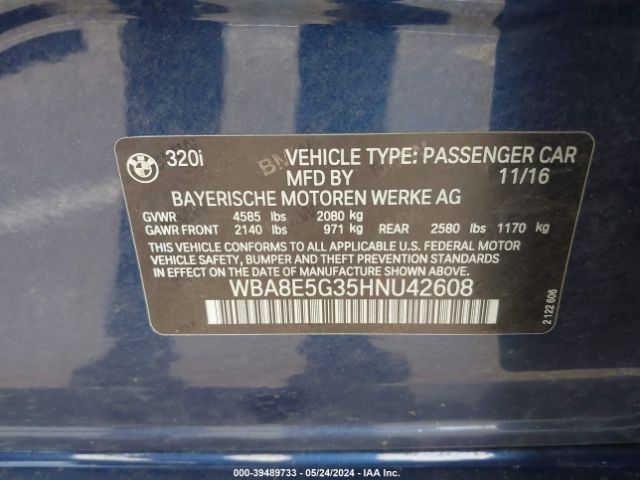 BMW
320i VEHICLE TYPE: PASSENGER CAR
MFD BY 11/16
BAYERISCHE MOTOREN WERKE AG
GVWR 4585 lbs 2080 kg
GAWR FRONT 2140 lbs 971 kg REAR 2580 lbs 1170 kg
THIS VEHICLE CONFORMS TO ALL APPLICABLE U.S. FEDERAL MOTOR
VEHICLE SAFETY, BUMPER AND THEFT PREVENTION STANDARDS
IN EFFECT ON THE DATE OF MANUFACTURE SHOWN ABOVE.
WBA8E5G35HNU42608
2 122 606
000-39489733 - 05/24/2024 - IAA Inc.